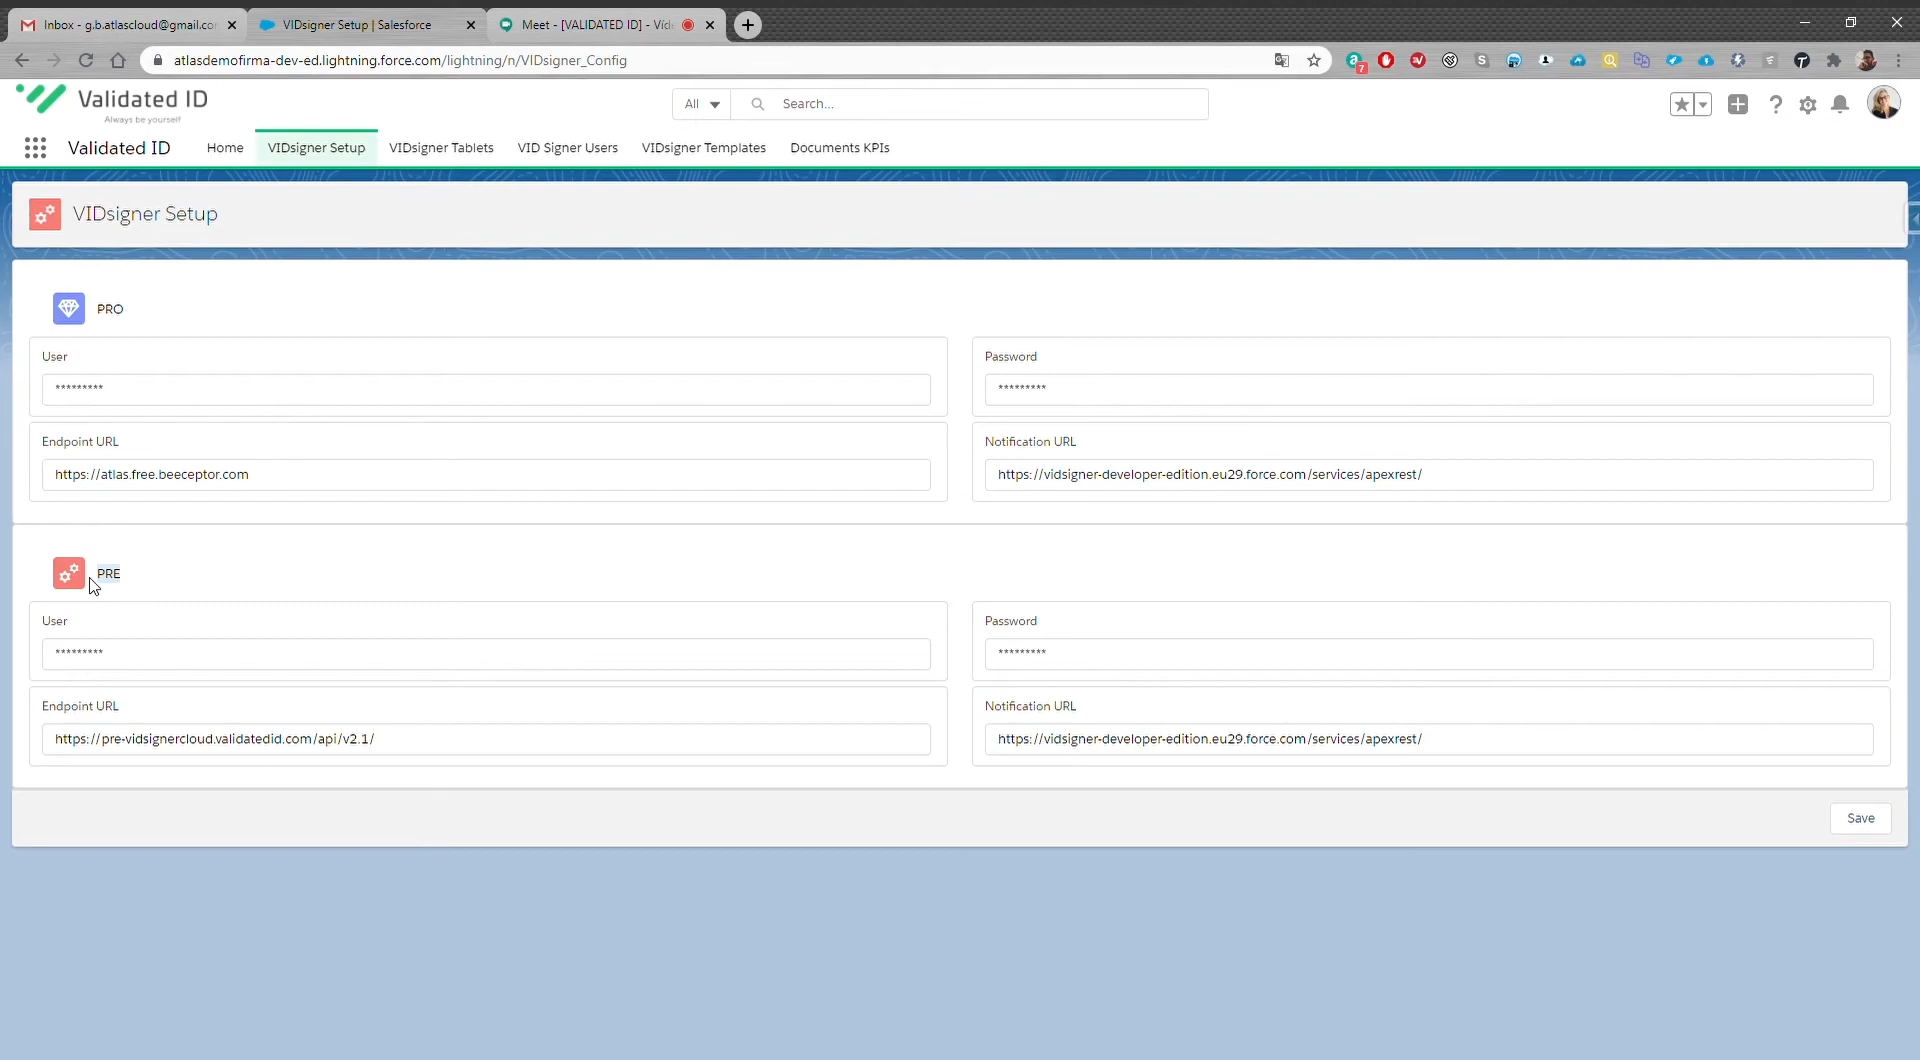 Inbox - g.b.atlascloud@gmail.co
VIDsigner Setup | Salesforce
Meet - [VALIDATED ID] -
atlasdemofirma-dev-ed.lightning.force.com/lightning/n/VIDsigner_Config
7
Validated ID
Always be yourself
All
Search...
Validated ID
Home
VIDsigner Setup
VIDsigner Tablets
VID Signer Users
VIDsigner Templates
Documents KPIs
VIDsigner Setup
PRO
User
Password
*********
*********
Endpoint URL
Notification URL
https://atlas.free.beeceptor.com
https://vidsigner-developer-edition.eu29.force.com/services/apexrest/
PRE
User
Password
*********
*********
Endpoint URL
Notification URL
https://pre-vidsignercloud.validatedid.com/api/v2.1/
https://vidsigner-developer-edition.eu29.force.com/services/apexrest/
Save